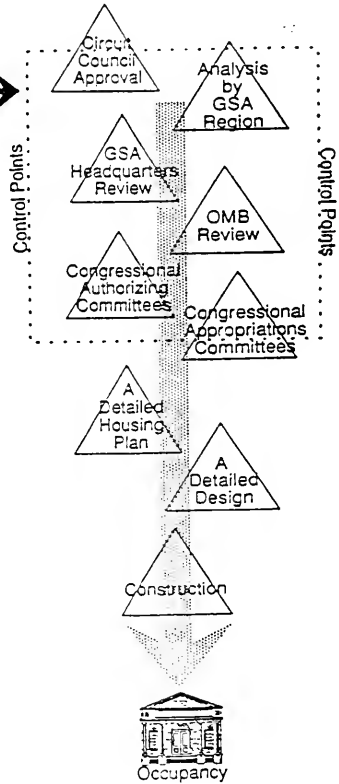 Circuit
Council
Approval
Analysis
by
GSA
Region
Control Points
Control Points
GSA
Headquarters
Review
OMB
Review
Congressional
Authorizing
Committees
Congressional
Appropriations
Committees
A
Detailed
Housing
Plan
A
Detailed
Design
Construction
Occupancy